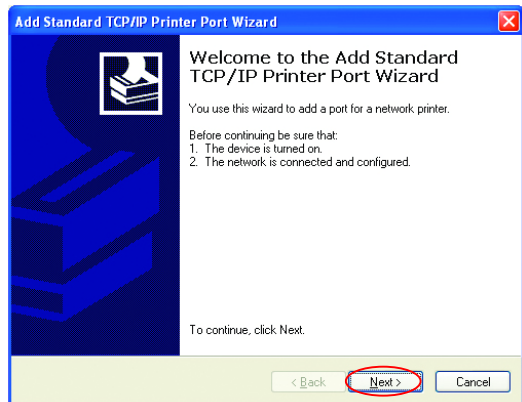 Add Standard TCP/IP Printer Port Wizard
Welcome to the Add Standard
TCP/IP Printer Port Wizard
You use this wizard to add a port for a network printer.
Before continuing be sure that:
1. The device is turned on.
2. The network is connected and configured.
To continue, click Next.
< Back
Next >
Cancel